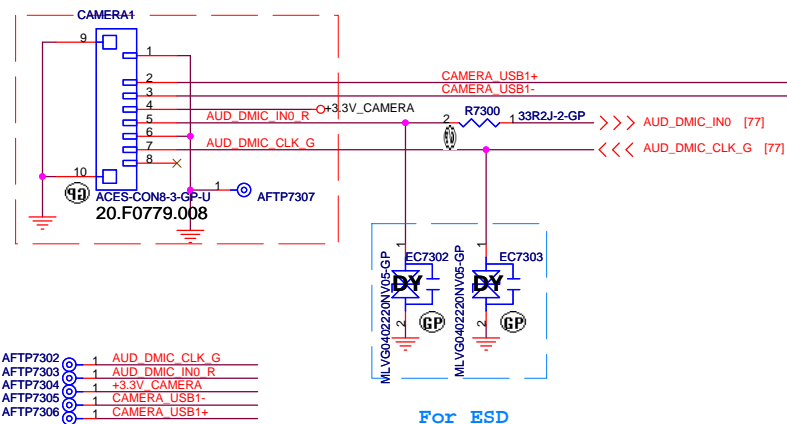 CAMERA1
9
1
2
CAMERA_USB1+
3
CAMERA_USB1-
4
+3.3V_CAMERA
5
AUD_DMIC_IN0_R
2
R7300
1
33R2J-2-GP
AUD_DMIC_IN0 [77]
6
7
AUD_DMIC_CLK_G
AUD_DMIC_CLK_G [77]
8
10
GP
ACES-CON8-3-GP-U
20.F0779.008
1
AFTP7307
1
EC7302
MLVG0402220NV05-GP
DY
2
GP
1
EC7303
MLVG0402220NV05-GP
DY
2
GP
AFTP7302 1 AUD_DMIC_CLK_G
AFTP7303 1 AUD_DMIC_IN0_R
AFTP7304 1 +3.3V_CAMERA
AFTP7305 1 CAMERA_USB1-
AFTP7306 1 CAMERA_USB1+
For ESD